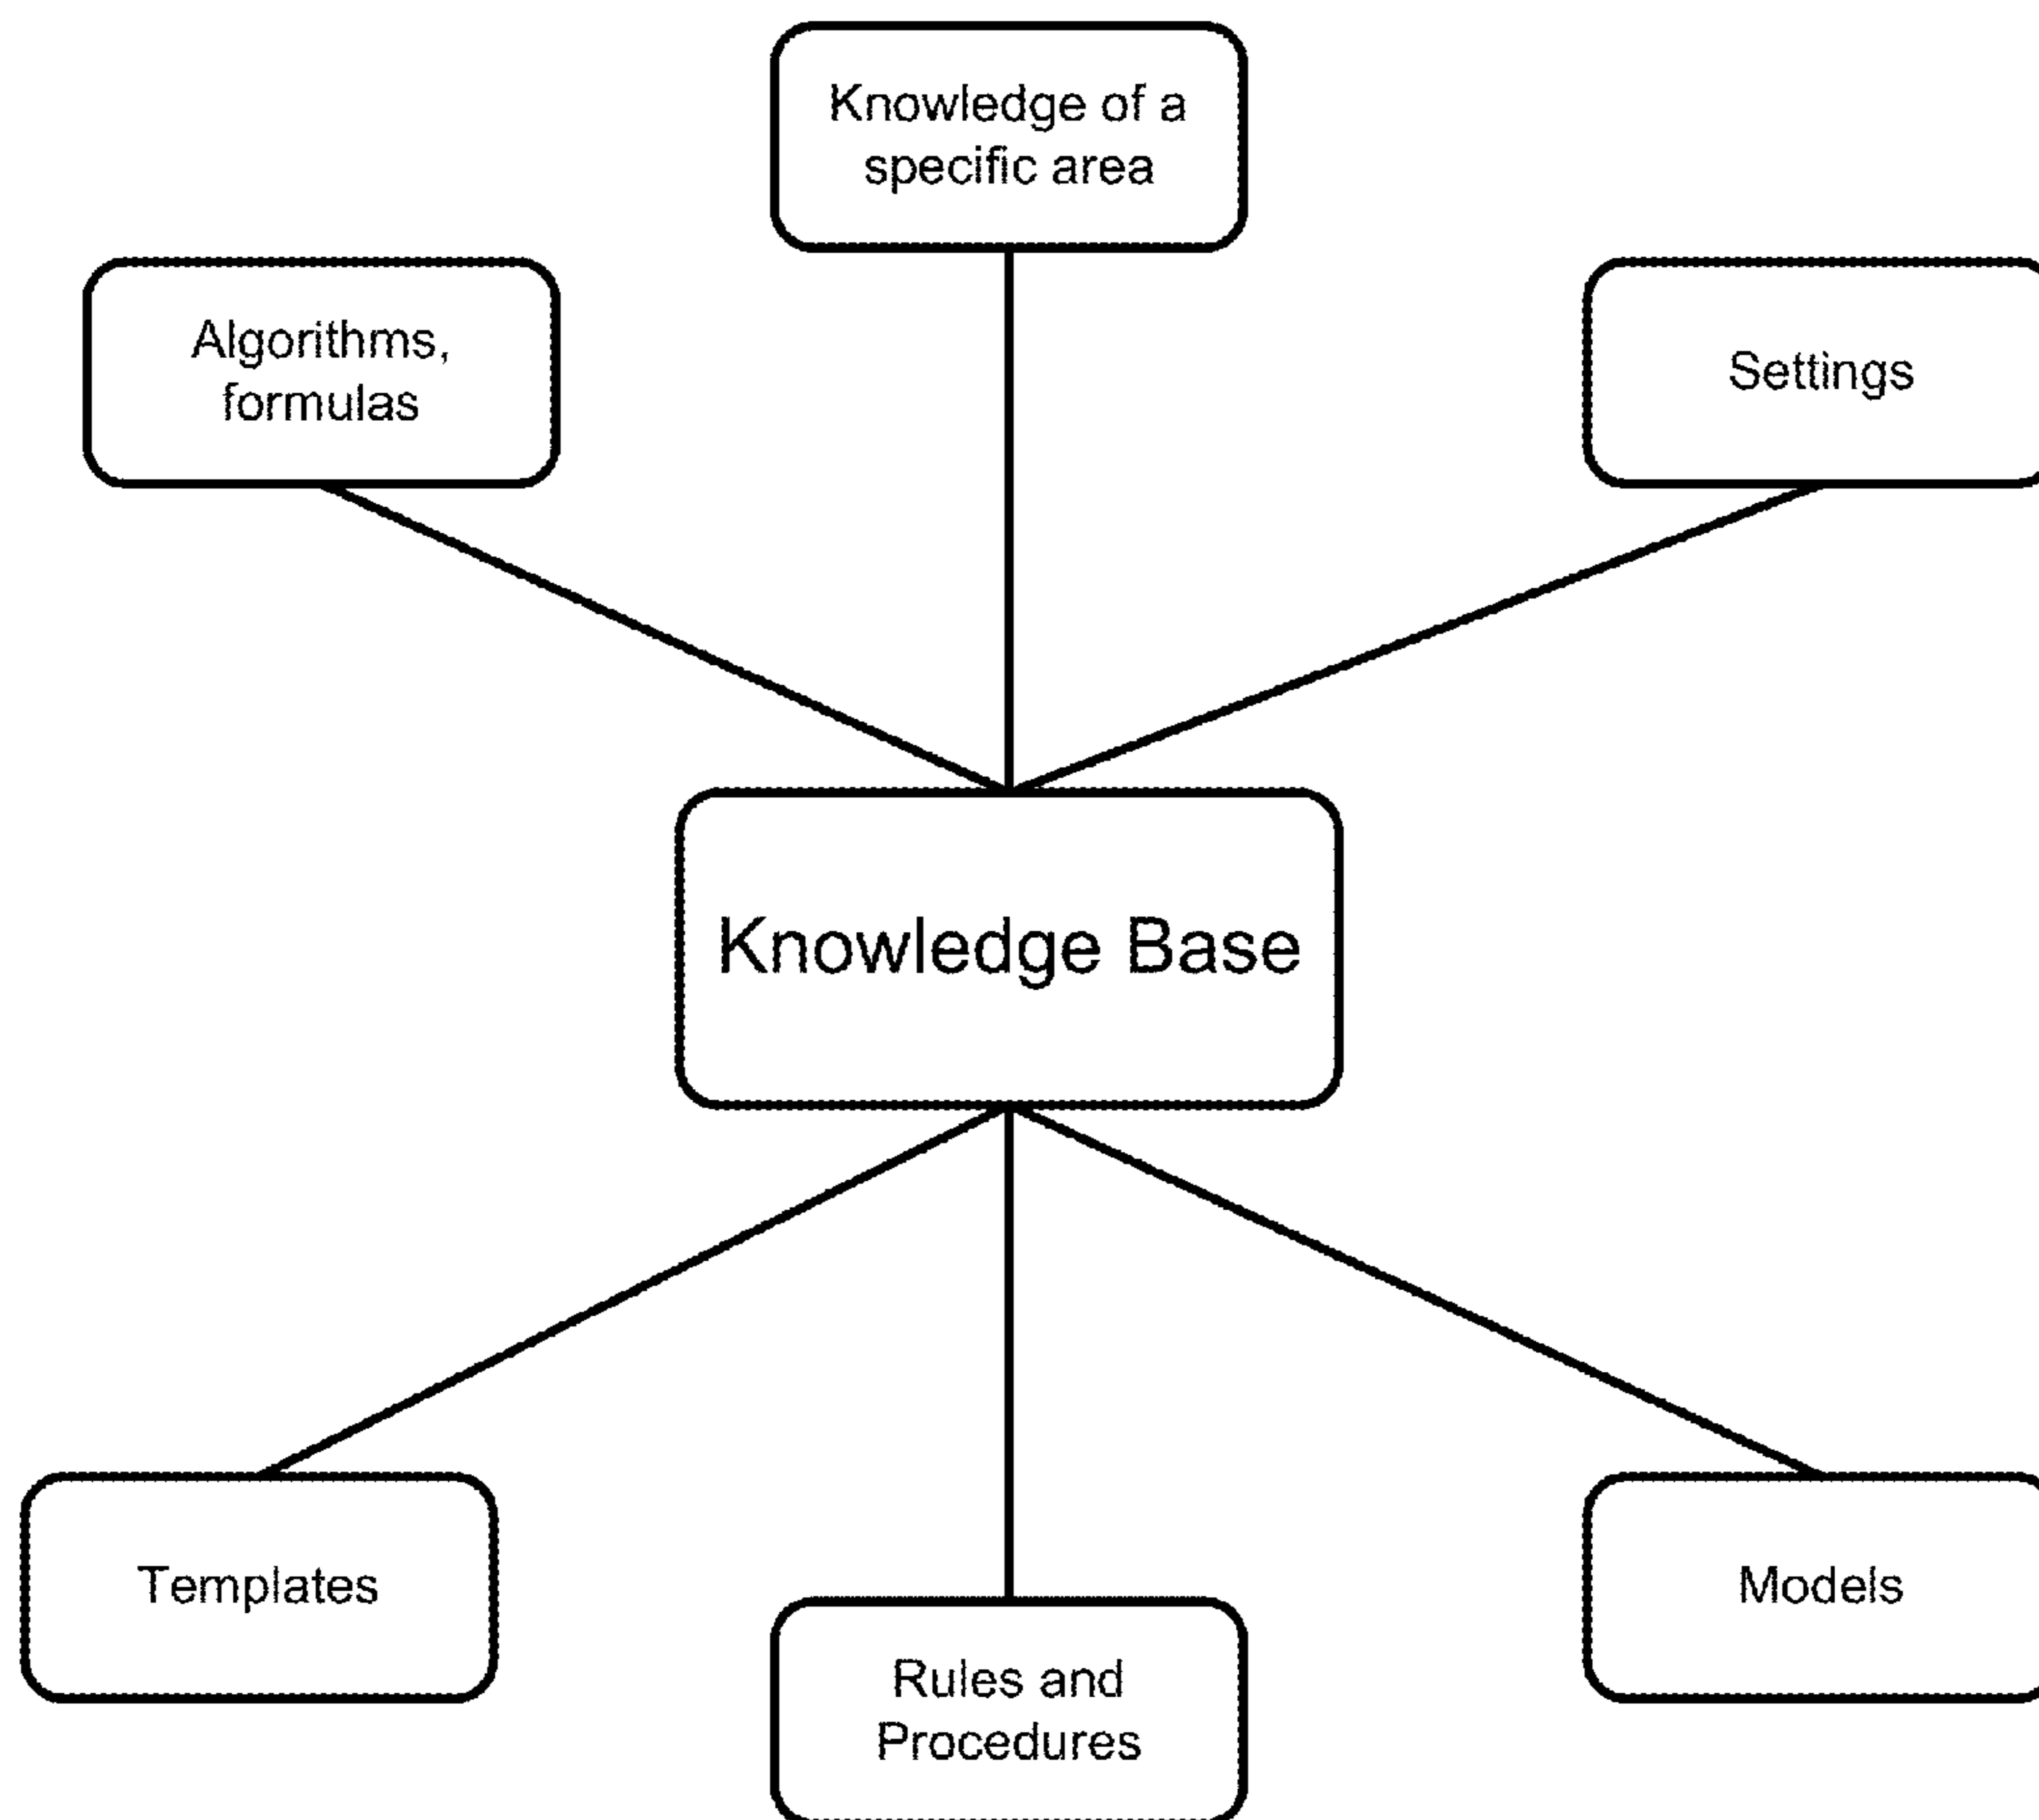 Knowledge of a
specific area
Algorithms,
formulas
Settings
Knowledge Base
Templates
Rules and
Procedures
Models